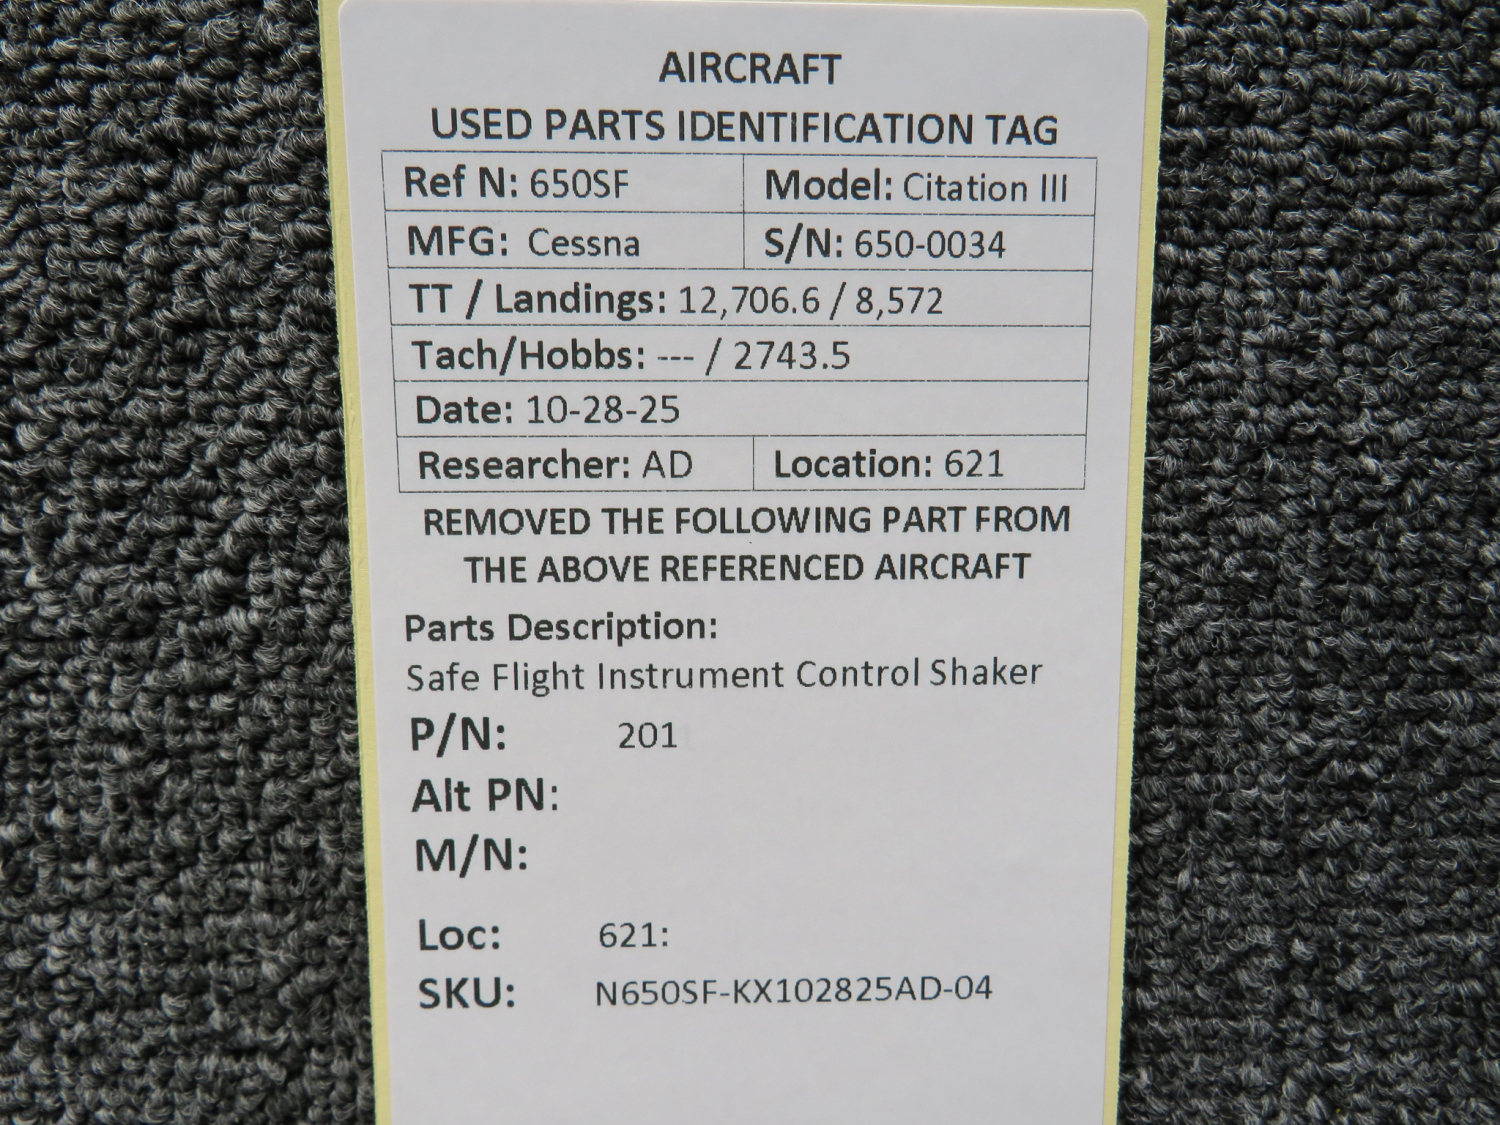 AIRCRAFT
USED PARTS IDENTIFICATION TAG
Ref N: 650SF Model: Citation III
MFG: Cessna S/N: 650-0034
TT / Landings: 12,706.6 / 8,572
Tach/Hobbs: --- / 2743.5
Date: 10-28-25
Researcher: AD Location: 621
REMOVED THE FOLLOWING PART FROM
THE ABOVE REFERENCED AIRCRAFT
Parts Description:
Safe Flight Instrument Control Shaker
P/N: 201
Alt PN:
M/N:
Loc: 621:
SKU: N650SF-KX102825AD-04